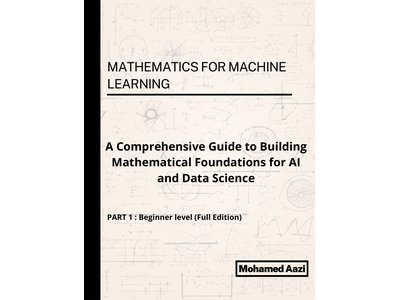 MATHEMATICS FOR MACHINE
LEARNING
A Comprehensive Guide to Building
Mathematical Foundations for AI
and Data Science
PART 1 : Beginner level (Full Edition)
Mohamed Aazi